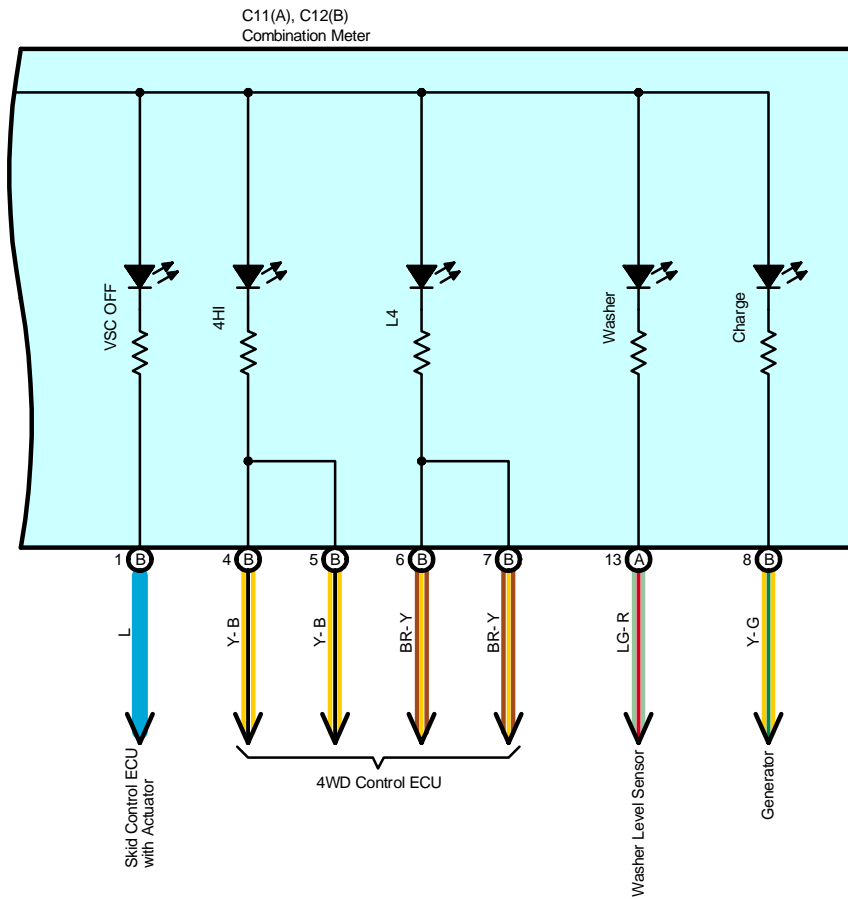 C11(A), C12(B)
Combination Meter
VSC OFF
4HI
L4
Washer
Charge
1 B
4 B
5 B
6 B
7 B
13 A
8 B
L
Y- B
Y- B
BR- Y
BR- Y
LG- R
Y- G
Skid Control ECU
with Actuator
4WD Control ECU
Washer Level Sensor
Generator